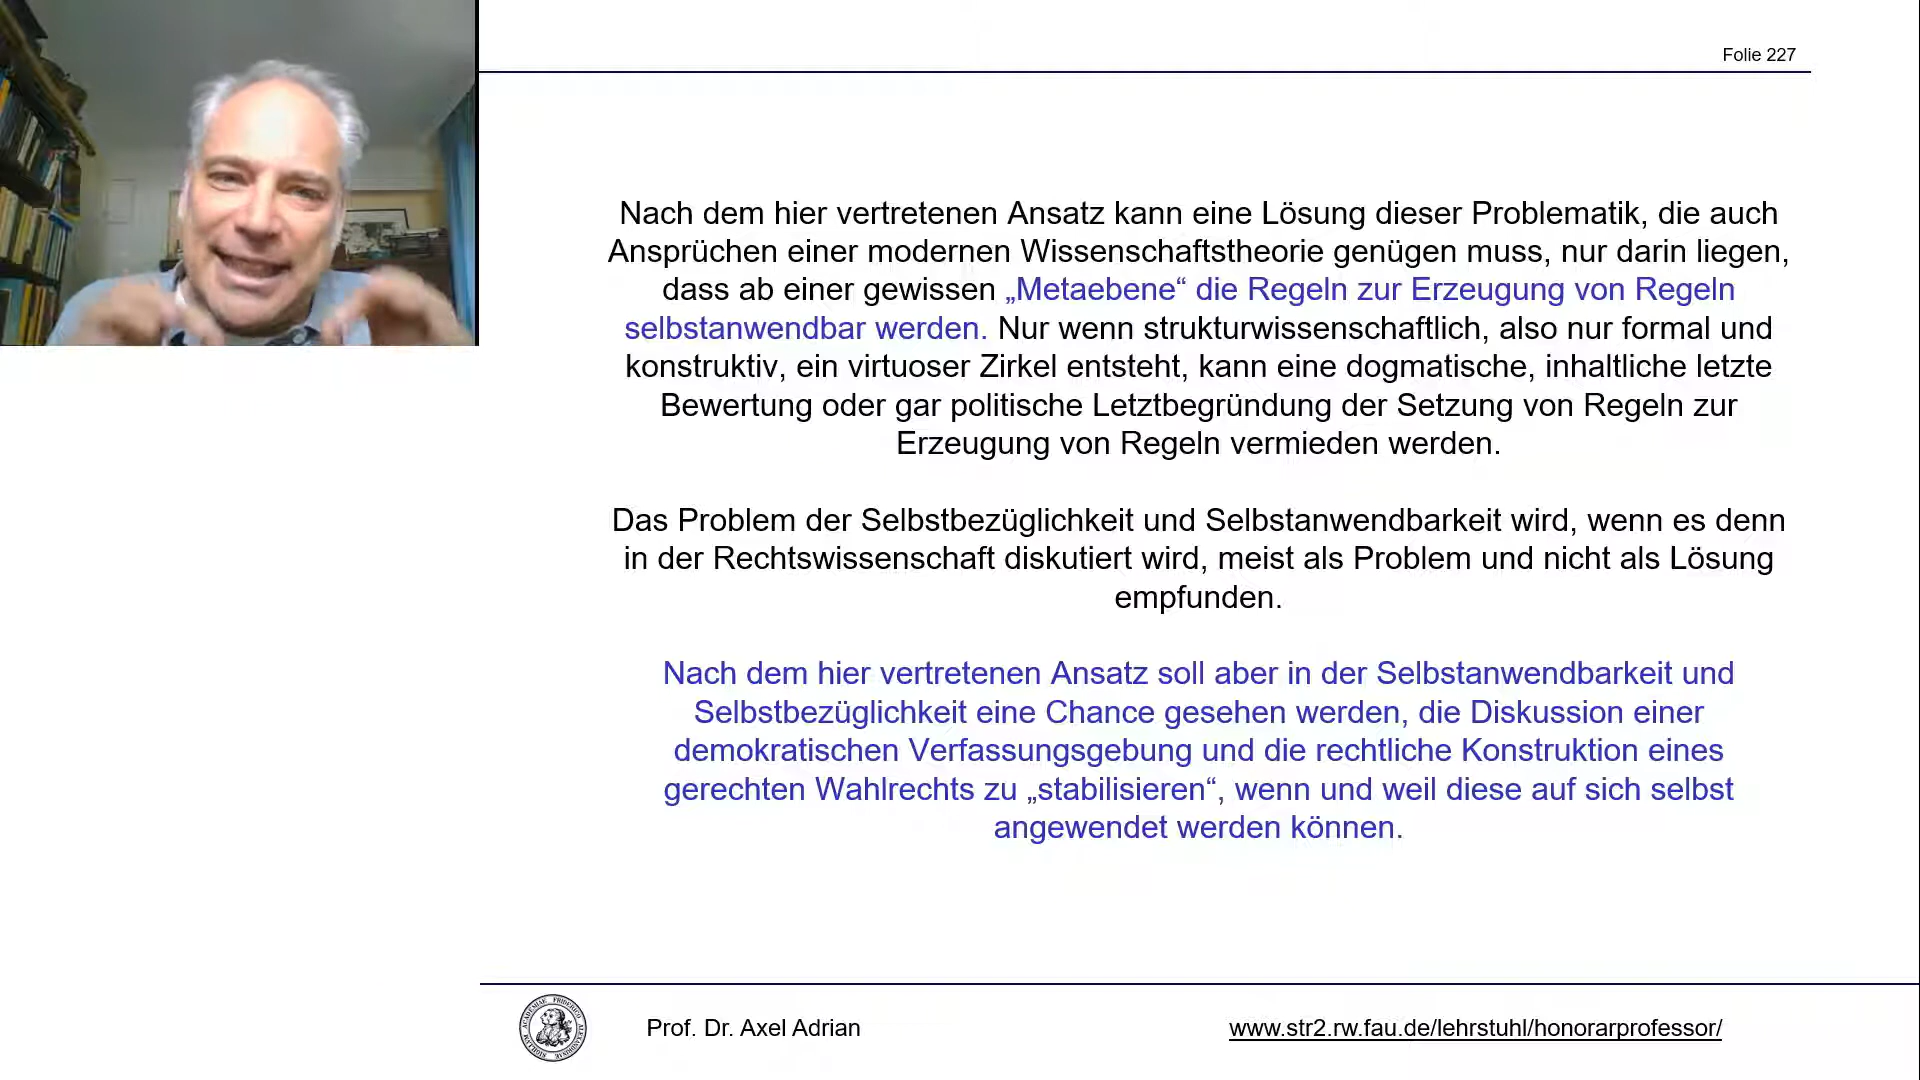 Folie 227
Nach dem hier vertretenen Ansatz kann eine Lösung dieser Problematik, die auch
Ansprüchen einer modernen Wissenschaftstheorie genügen muss, nur darin liegen,
dass ab einer gewissen „Metaebene“ die Regeln zur Erzeugung von Regeln
selbstanwendbar werden. Nur wenn strukturwissenschaftlich, also nur formal und
konstruktiv, ein virtuoser Zirkel entsteht, kann eine dogmatische, inhaltliche letzte
Bewertung oder gar politische Letztbegründung der Setzung von Regeln zur
Erzeugung von Regeln vermieden werden.
Das Problem der Selbstbezüglichkeit und Selbstanwendbarkeit wird, wenn es denn
in der Rechtswissenschaft diskutiert wird, meist als Problem und nicht als Lösung
empfunden.
Nach dem hier vertretenen Ansatz soll aber in der Selbstanwendbarkeit und
Selbstbezüglichkeit eine Chance gesehen werden, die Diskussion einer
demokratischen Verfassungsgebung und die rechtliche Konstruktion eines
gerechten Wahlrechts zu „stabilisieren“, wenn und weil diese auf sich selbst
angewendet werden können.
Prof. Dr. Axel Adrian
www.str2.rw.fau.de/lehrstuhl/honorarprofessor/